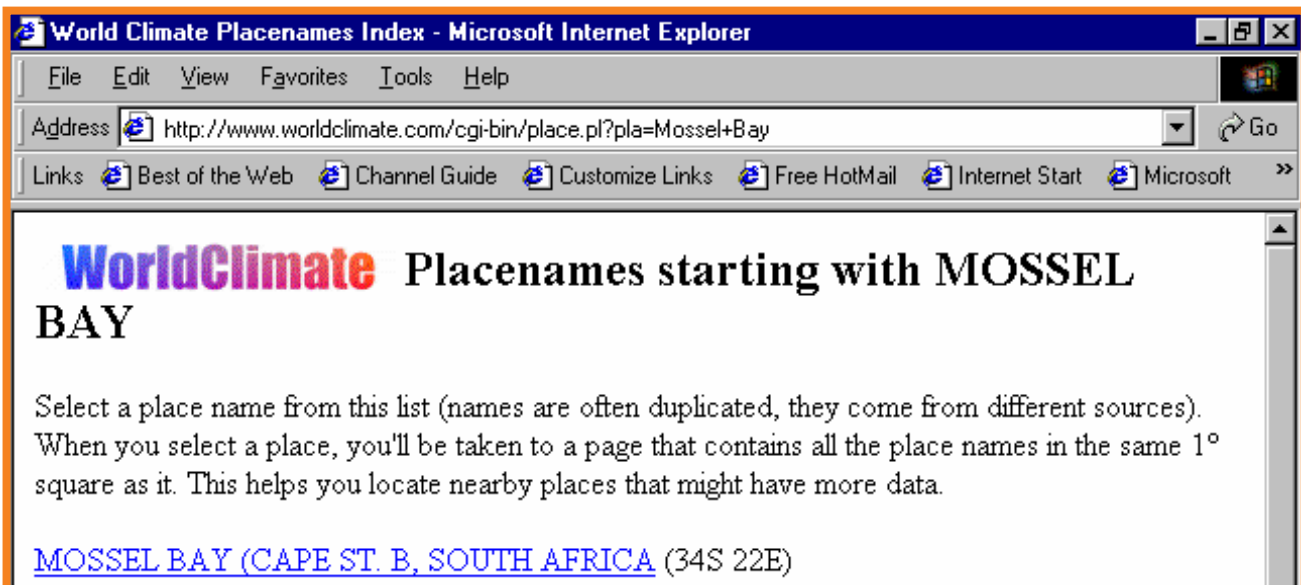 World Climate Placenames Index - Microsoft Internet Explorer
File Edit View Favorites Tools Help
Address http://www.worldclimate.com/cgi-bin/place.pl?pla=Mossel+Bay Go
Links Best of the Web Channel Guide Customize Links Free HotMail Internet Start Microsoft »
WorldClimate Placenames starting with MOSSEL
BAY
Select a place name from this list (names are often duplicated, they come from different sources).
When you select a place, you'll be taken to a page that contains all the place names in the same 1°
square as it. This helps you locate nearby places that might have more data.
MOSSEL BAY (CAPE ST. B, SOUTH AFRICA (34S 22E)